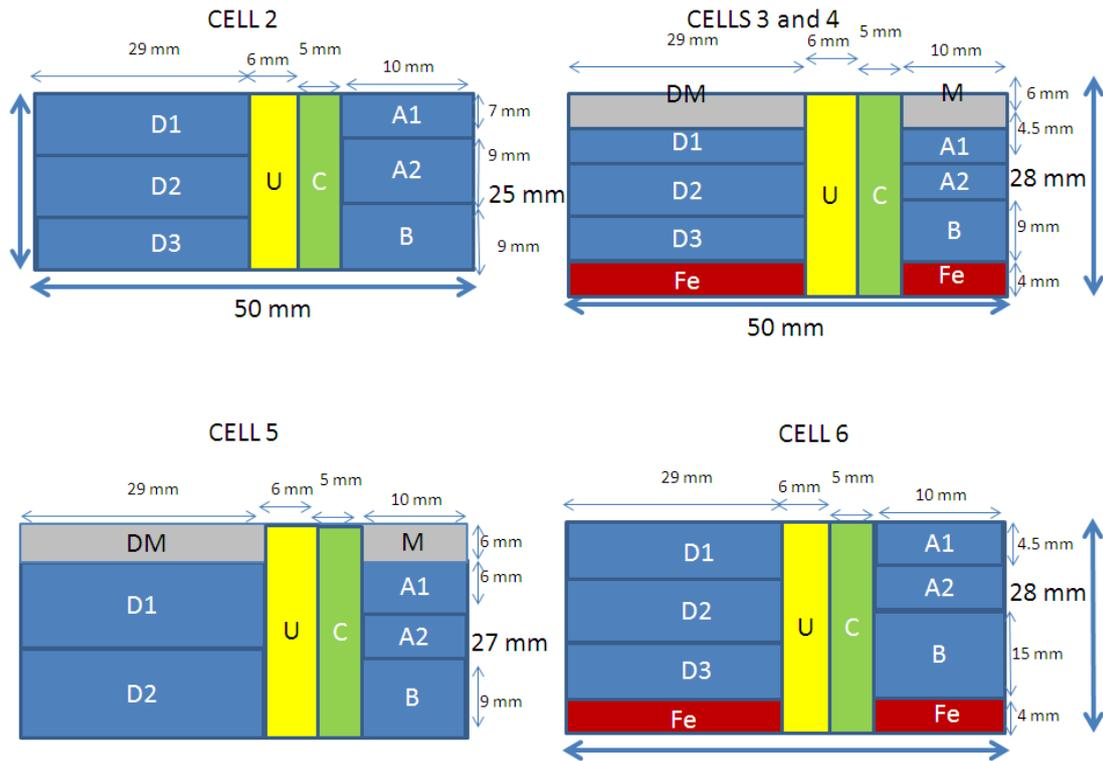 CELL 2
29 mm
6 mm
5 mm
10 mm
D1
D2
D3
U
C
A1
A2
B
7 mm
9 mm
25 mm
9 mm
50 mm
CELLS 3 and 4
29 mm
6 mm
5 mm
10 mm
DM
D1
D2
D3
Fe
U
C
M
A1
A2
B
Fe
6 mm
4.5 mm
28 mm
9 mm
4 mm
50 mm
CELL 5
29 mm
6 mm
5 mm
10 mm
DM
D1
D2
U
C
M
A1
A2
B
6 mm
6 mm
27 mm
9 mm
CELL 6
29 mm
6 mm
5 mm
10 mm
D1
D2
D3
Fe
U
C
A1
A2
B
Fe
4.5 mm
28 mm
15 mm
4 mm